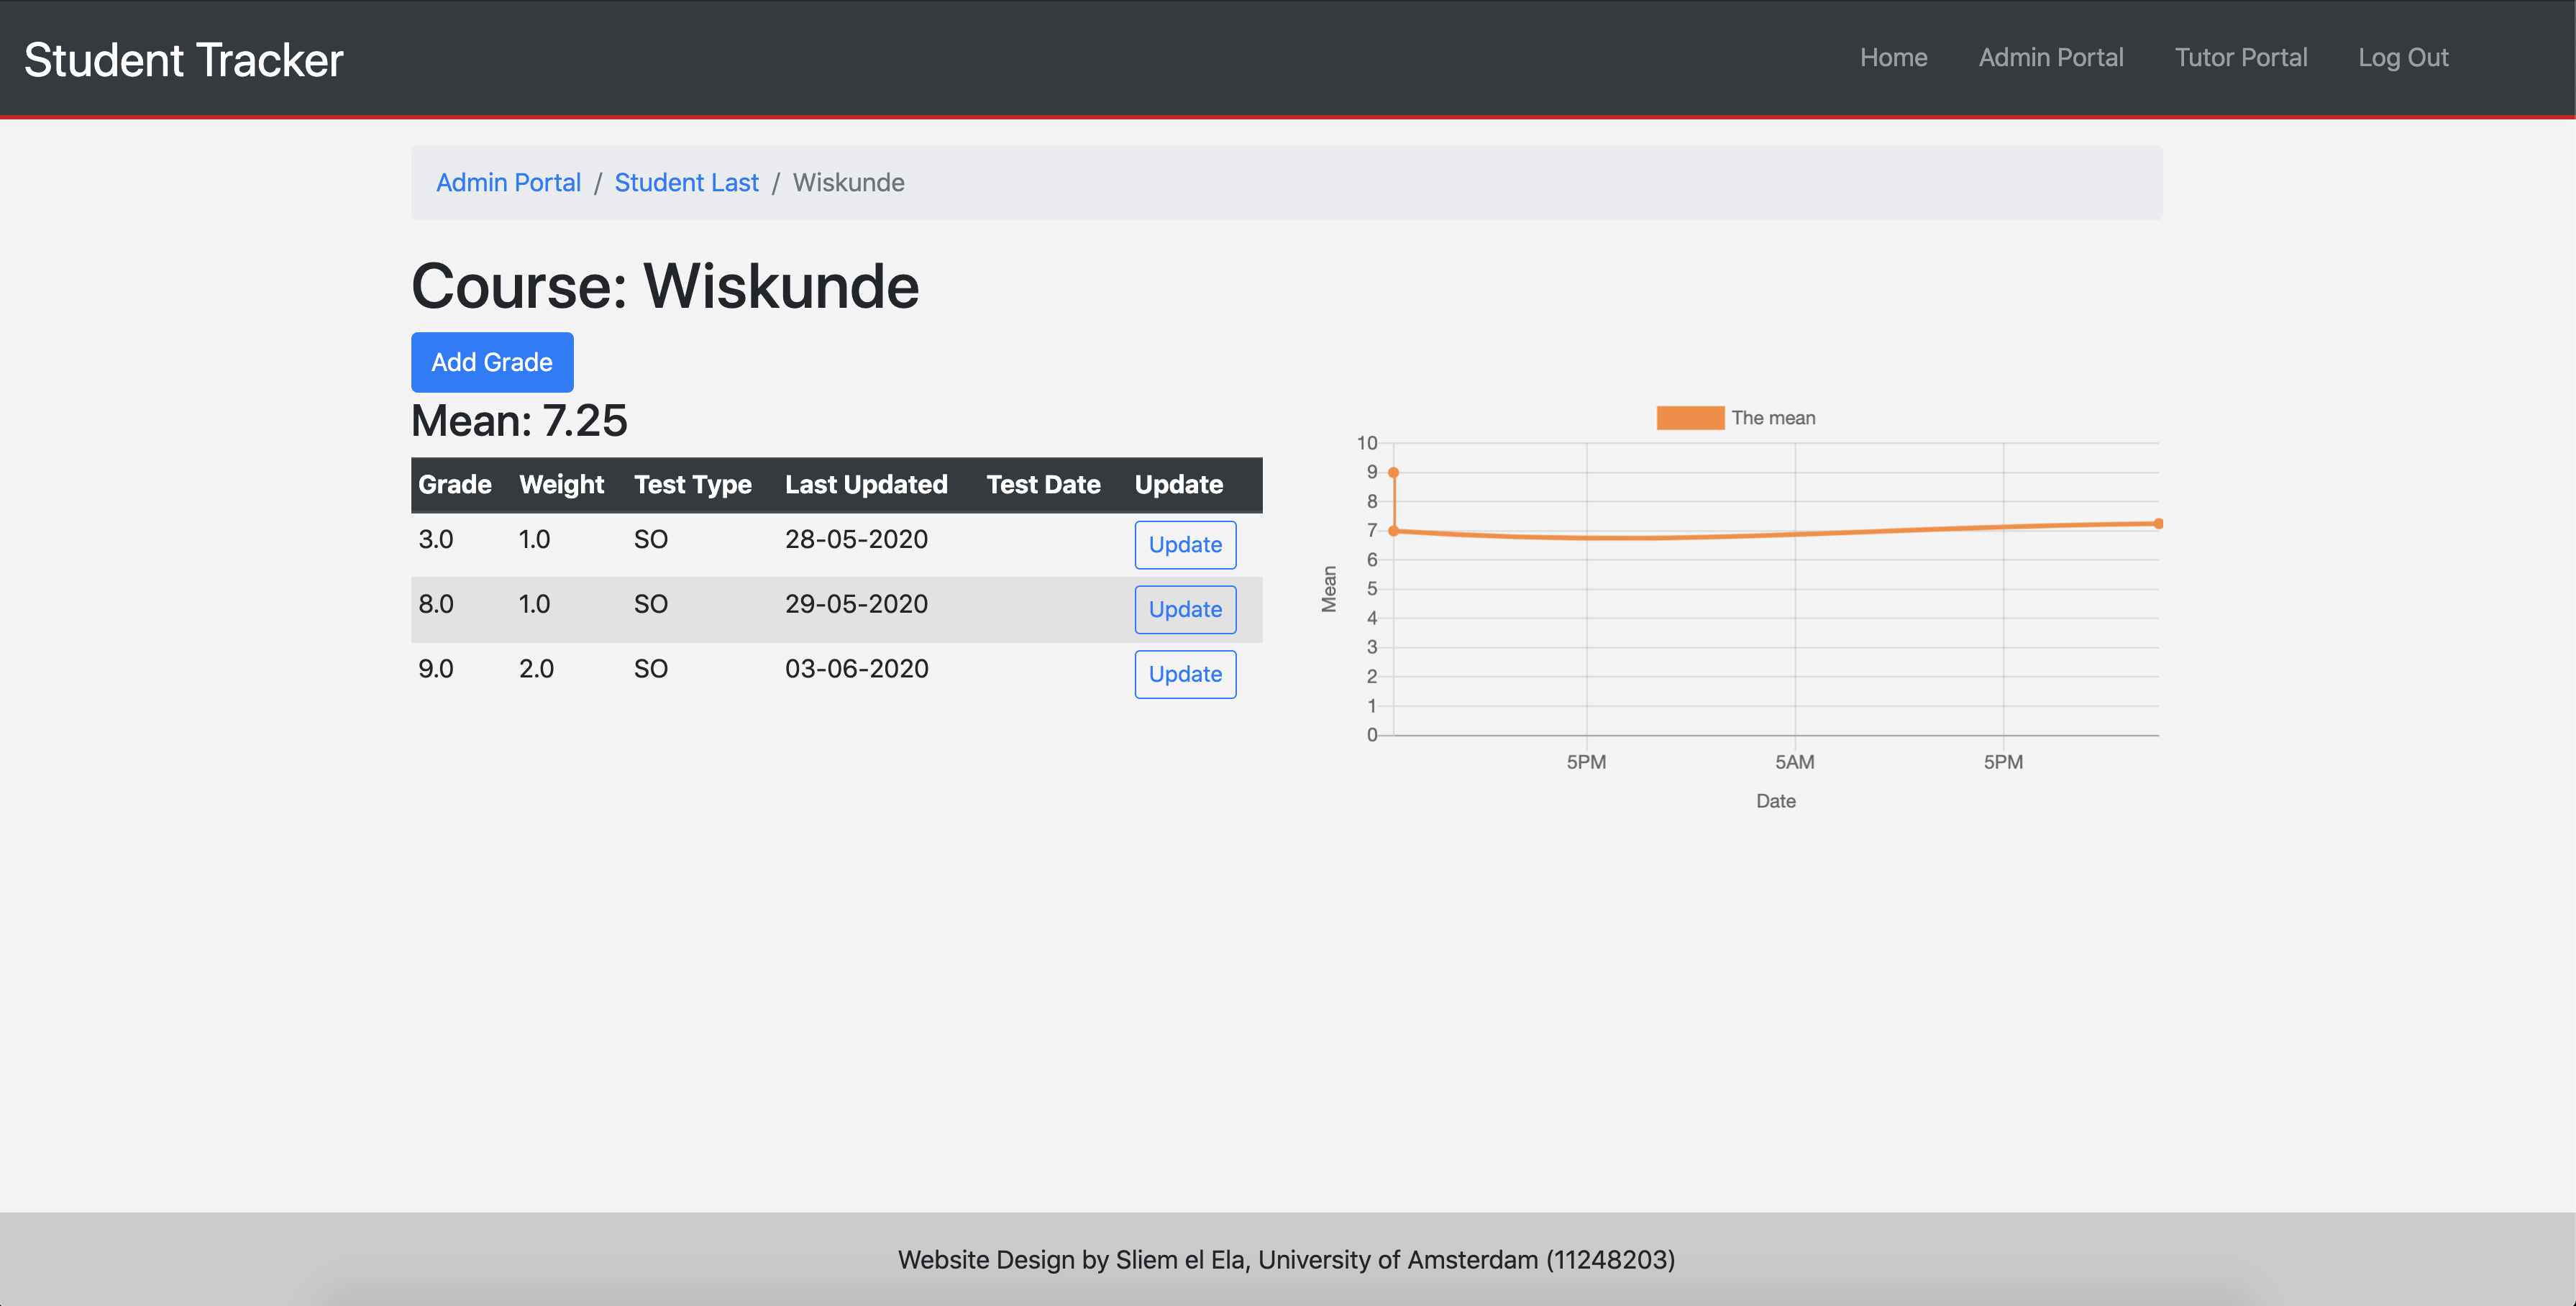 Student Tracker Home Admin Portal Tutor Portal Log Out
Admin Portal / Student Last / Wiskunde
Course: Wiskunde
Add Grade
Mean: 7.25
Grade Weight Test Type Last Updated Test Date Update
3.0 1.0 SO 28-05-2020 Update
8.0 1.0 SO 29-05-2020 Update
9.0 2.0 SO 03-06-2020 Update
The mean
10
9
8
7
6
5
4
3
2
1
0
Mean
5PM 5AM 5PM
Date
Website Design by Sliem el Ela, University of Amsterdam (11248203)